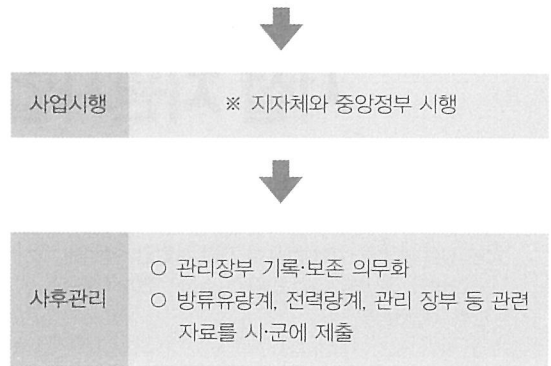 사업시행
※ 지자체와 중앙정부 시행
사후관리
○ 관리장부 기록·보존 의무화
○ 방류유량계, 전력량계, 관리 장부 등 관련
자료를 시·군에 제출